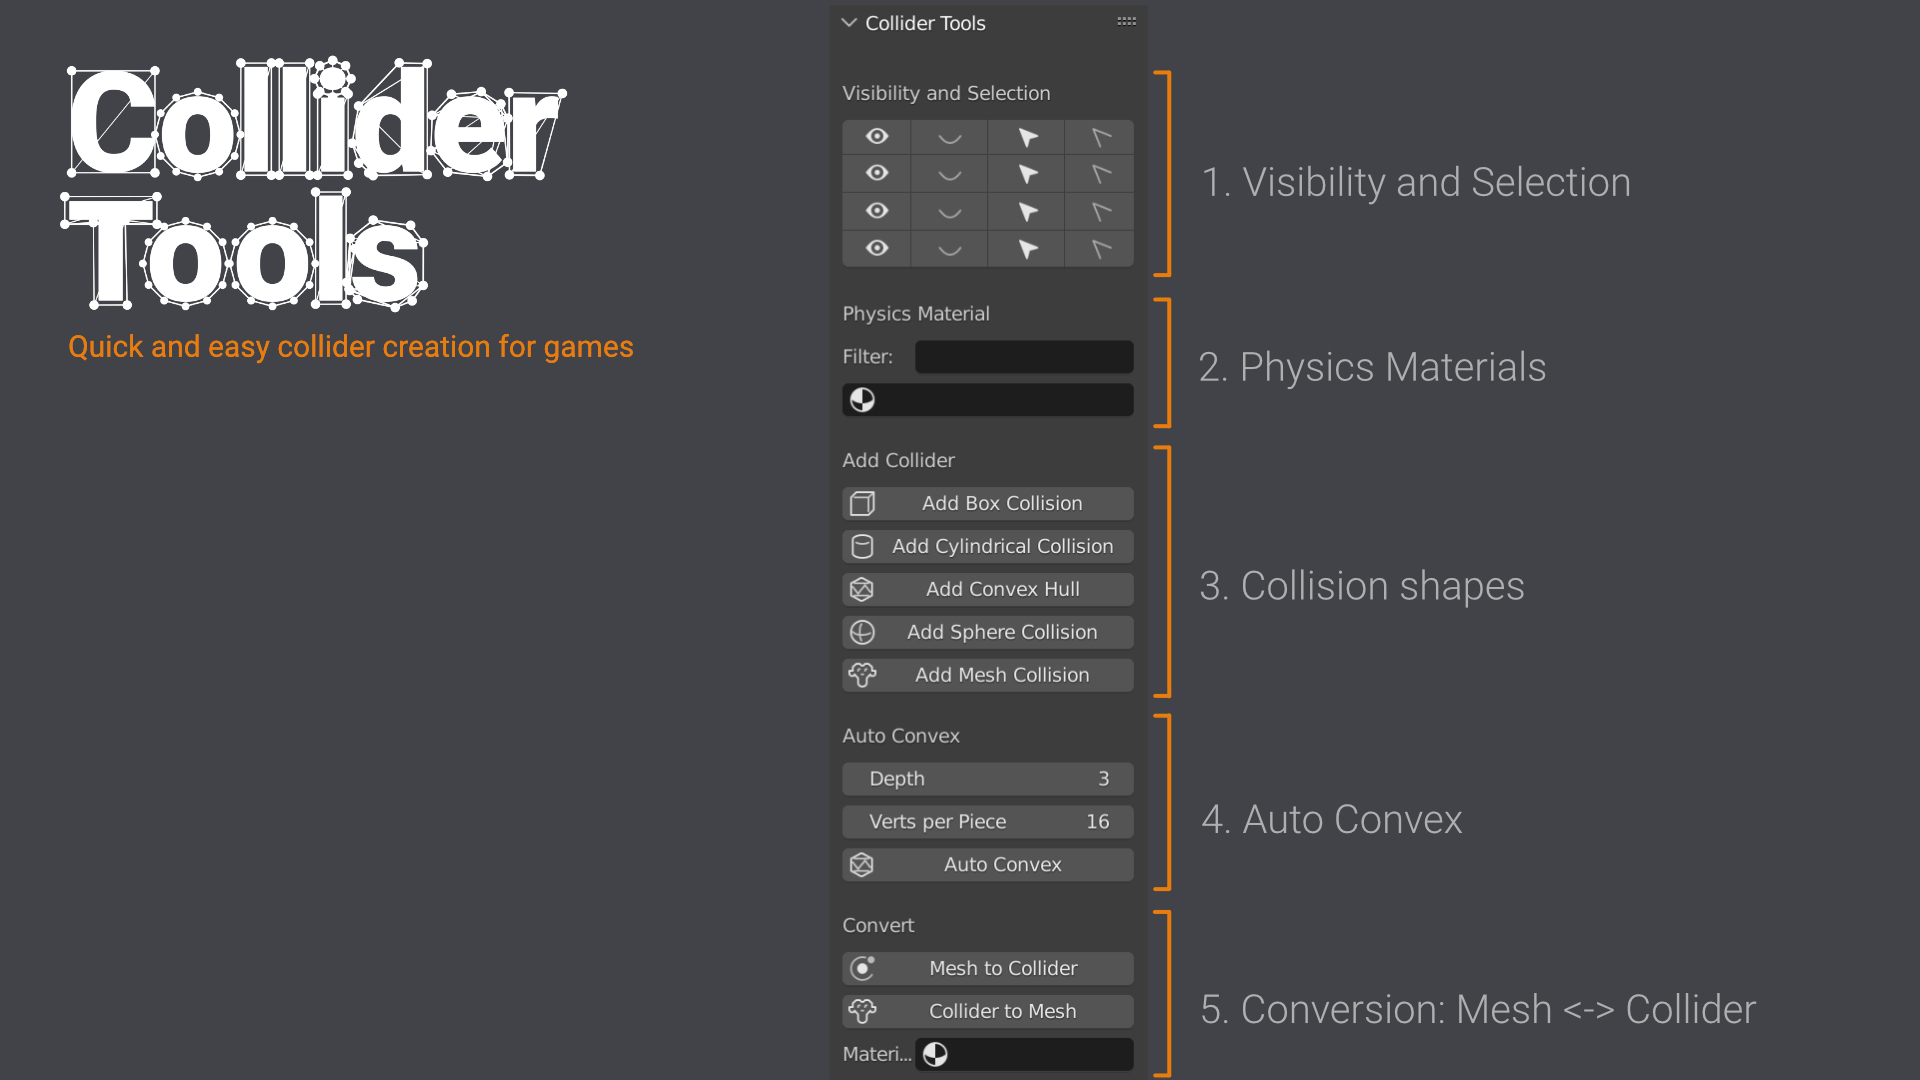 Collider
Tools
Quick and easy collider creation for games
Collider Tools
Visibility and Selection
Physics Material
Filter:
Add Collider
Add Box Collision
Add Cylindrical Collision
Add Convex Hull
Add Sphere Collision
Add Mesh Collision
Auto Convex
Depth 3
Verts per Piece 16
Auto Convex
Convert
Mesh to Collider
Collider to Mesh
Materi...
1. Visibility and Selection
2. Physics Materials
3. Collision shapes
4. Auto Convex
5. Conversion: Mesh <-> Collider